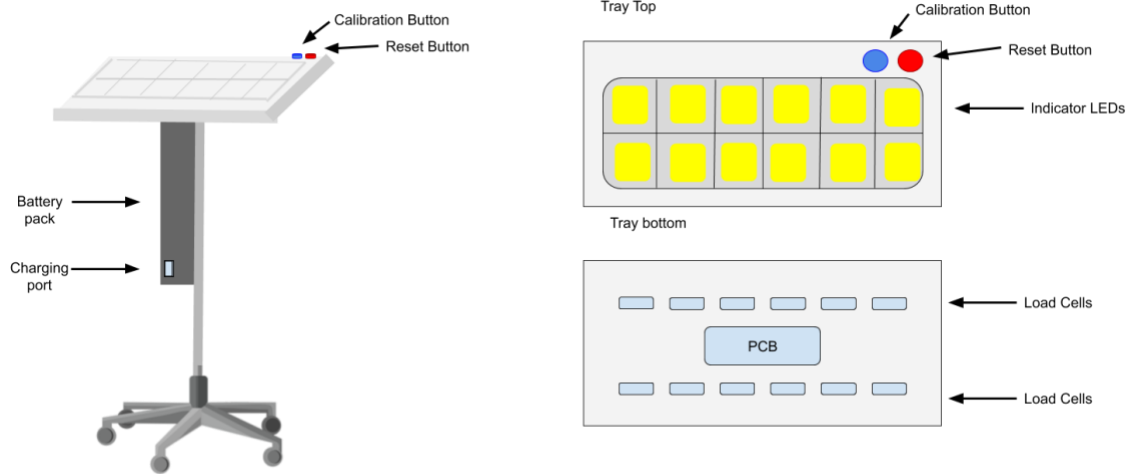 Calibration Button
Reset Button
Battery
pack
Charging
port
Tray Top
Calibration Button
Reset Button
Indicator LEDs
Tray bottom
Load Cells
PCB
Load Cells